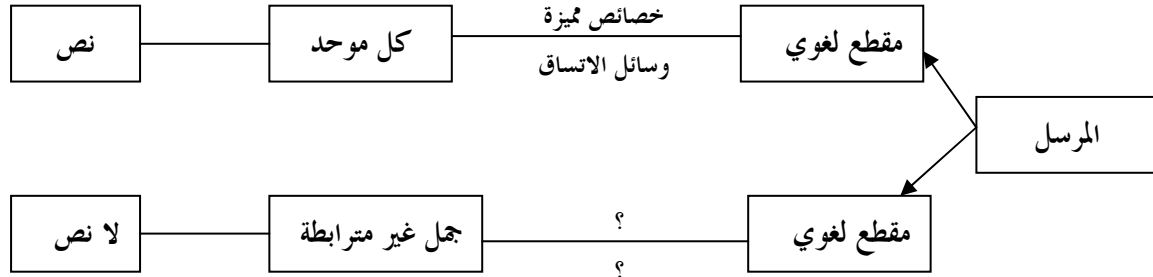 خصائص مميزة
مقطع لغوي
كل موحد
نص
وسائل الاتساق
المرسل
؟
مقطع لغوي
جمل غير مترابطة
لا نص
؟